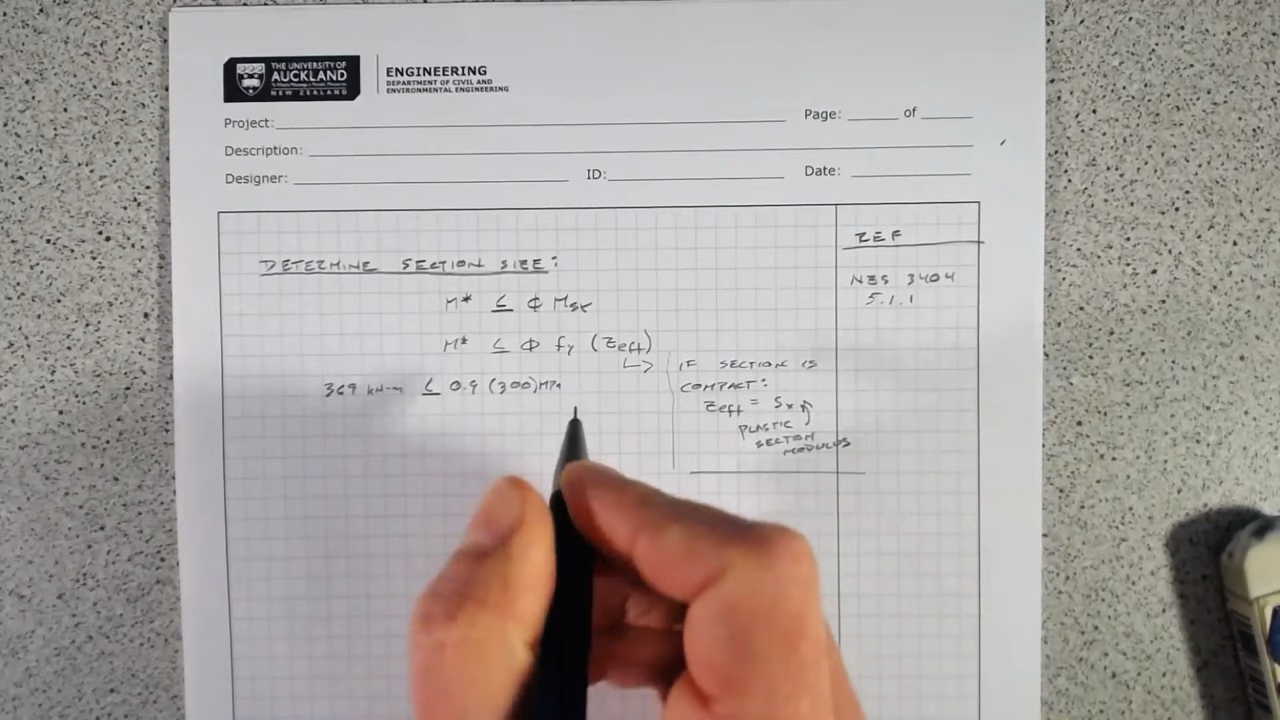 THE UNIVERSITY OF
AUCKLAND
NEW ZEALAND
ENGINEERING
DEPARTMENT OF CIVIL AND
ENVIRONMENTAL ENGINEERING
Project:
Page: of
Description:
Designer: ID: Date:
REF
DETERMINE SECTION SIZE:
NZS 3404
5.1.1
M* ≤ φ Msx
M* ≤ φ fy (Zeff)
↳ IF SECTION IS
COMPACT:
Zeff = Sx
PLASTIC
SECTON
MODULUS
369 kN-m ≤ 0.9 (300) MPa